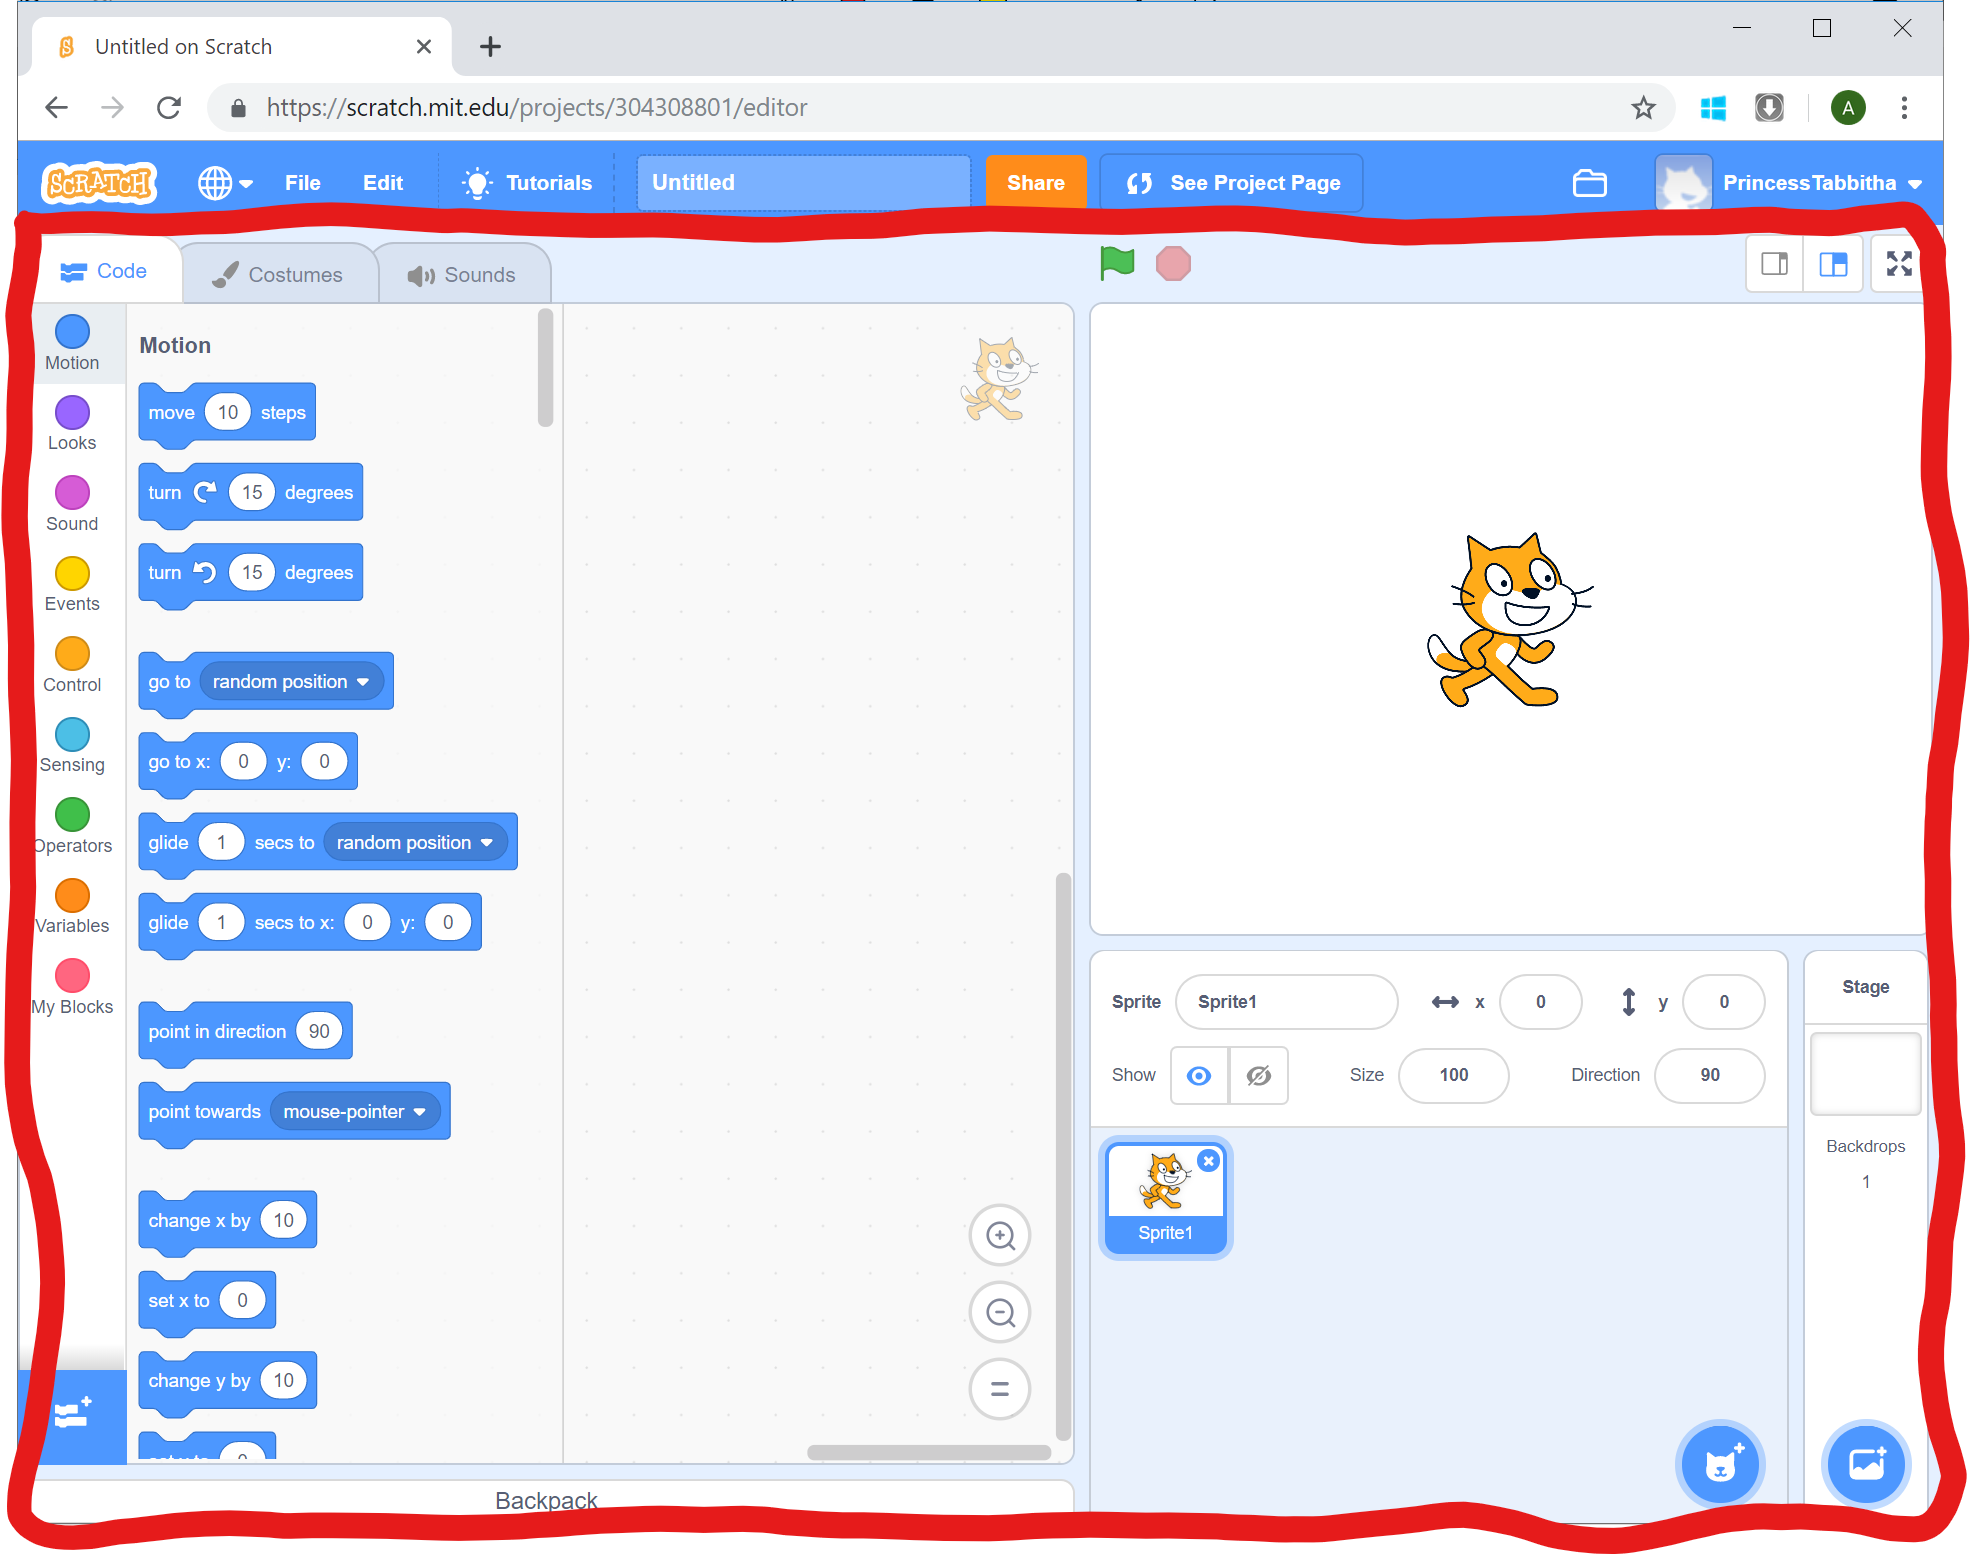 Untitled on Scratch
https://scratch.mit.edu/projects/304308801/editor
A
SCRATCH
File
Edit
Tutorials
Untitled
Share
See Project Page
PrincessTabbitha
Code
Costumes
Sounds
Motion
Looks
Sound
Events
Control
Sensing
Operators
Variables
My Blocks
Motion
move 10 steps
turn 15 degrees
turn 15 degrees
go to random position
go to x: 0 y: 0
glide 1 secs to random position
glide 1 secs to x: 0 y: 0
point in direction 90
point towards mouse-pointer
change x by 10
set x to 0
change y by 10
set y to 0
Backpack
Sprite Sprite1 x 0 y 0
Show Size 100 Direction 90
Sprite1
Stage
Backdrops
1